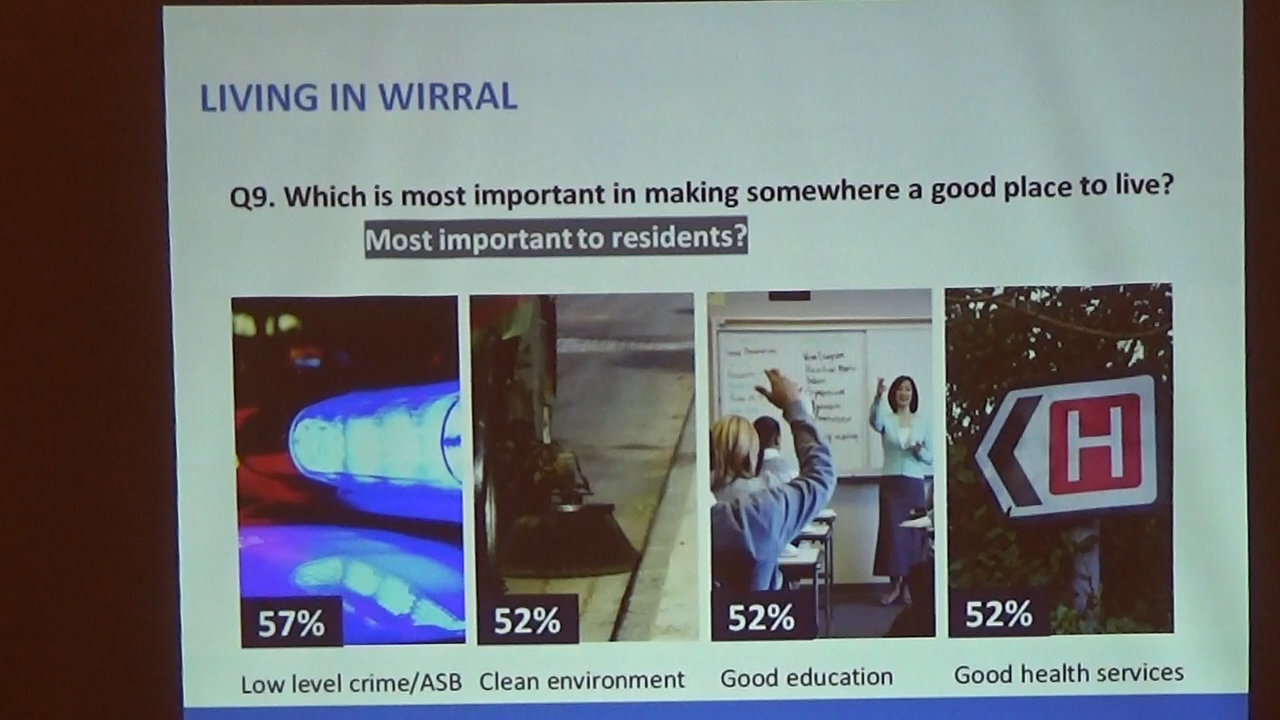 LIVING IN WIRRAL
Q9. Which is most important in making somewhere a good place to live?
Most important to residents?
H
57%
52%
52%
52%
Low level crime/ASB
Clean environment
Good education
Good health services